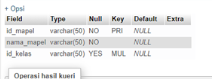 + Opsi
Field Type Null Key Default Extra
id_mapel varchar(50) NO PRI NULL
nama_mapel varchar(50) NO NULL
id_kelas varchar(50) YES MUL NULL
Operasi hasil kueri